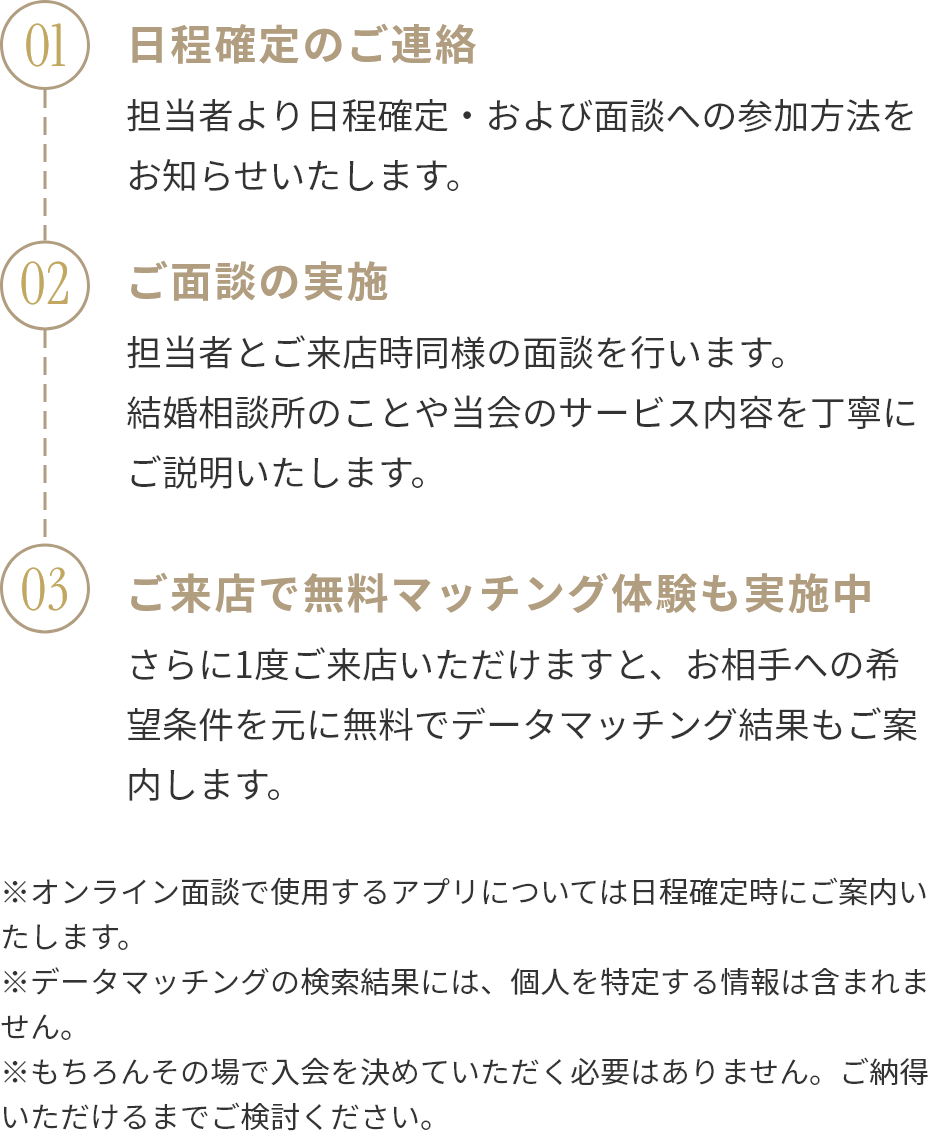 01 日程確定のご連絡
担当者より日程確定・および面談への参加方法を
お知らせいたします。
02 ご面談の実施
担当者とご来店時同様の面談を行います。
結婚相談所のことや当会のサービス内容を丁寧に
ご説明いたします。
03 ご来店で無料マッチング体験も実施中
さらに1度ご来店いただけますと、お相手への希
望条件を元に無料でデータマッチング結果もご案
内します。
※オンライン面談で使用するアプリについては日程確定時にご案内い
たします。
※データマッチングの検索結果には、個人を特定する情報は含まれま
せん。
※もちろんその場で入会を決めていただく必要はありません。ご納得
いただけるまでご検討ください。